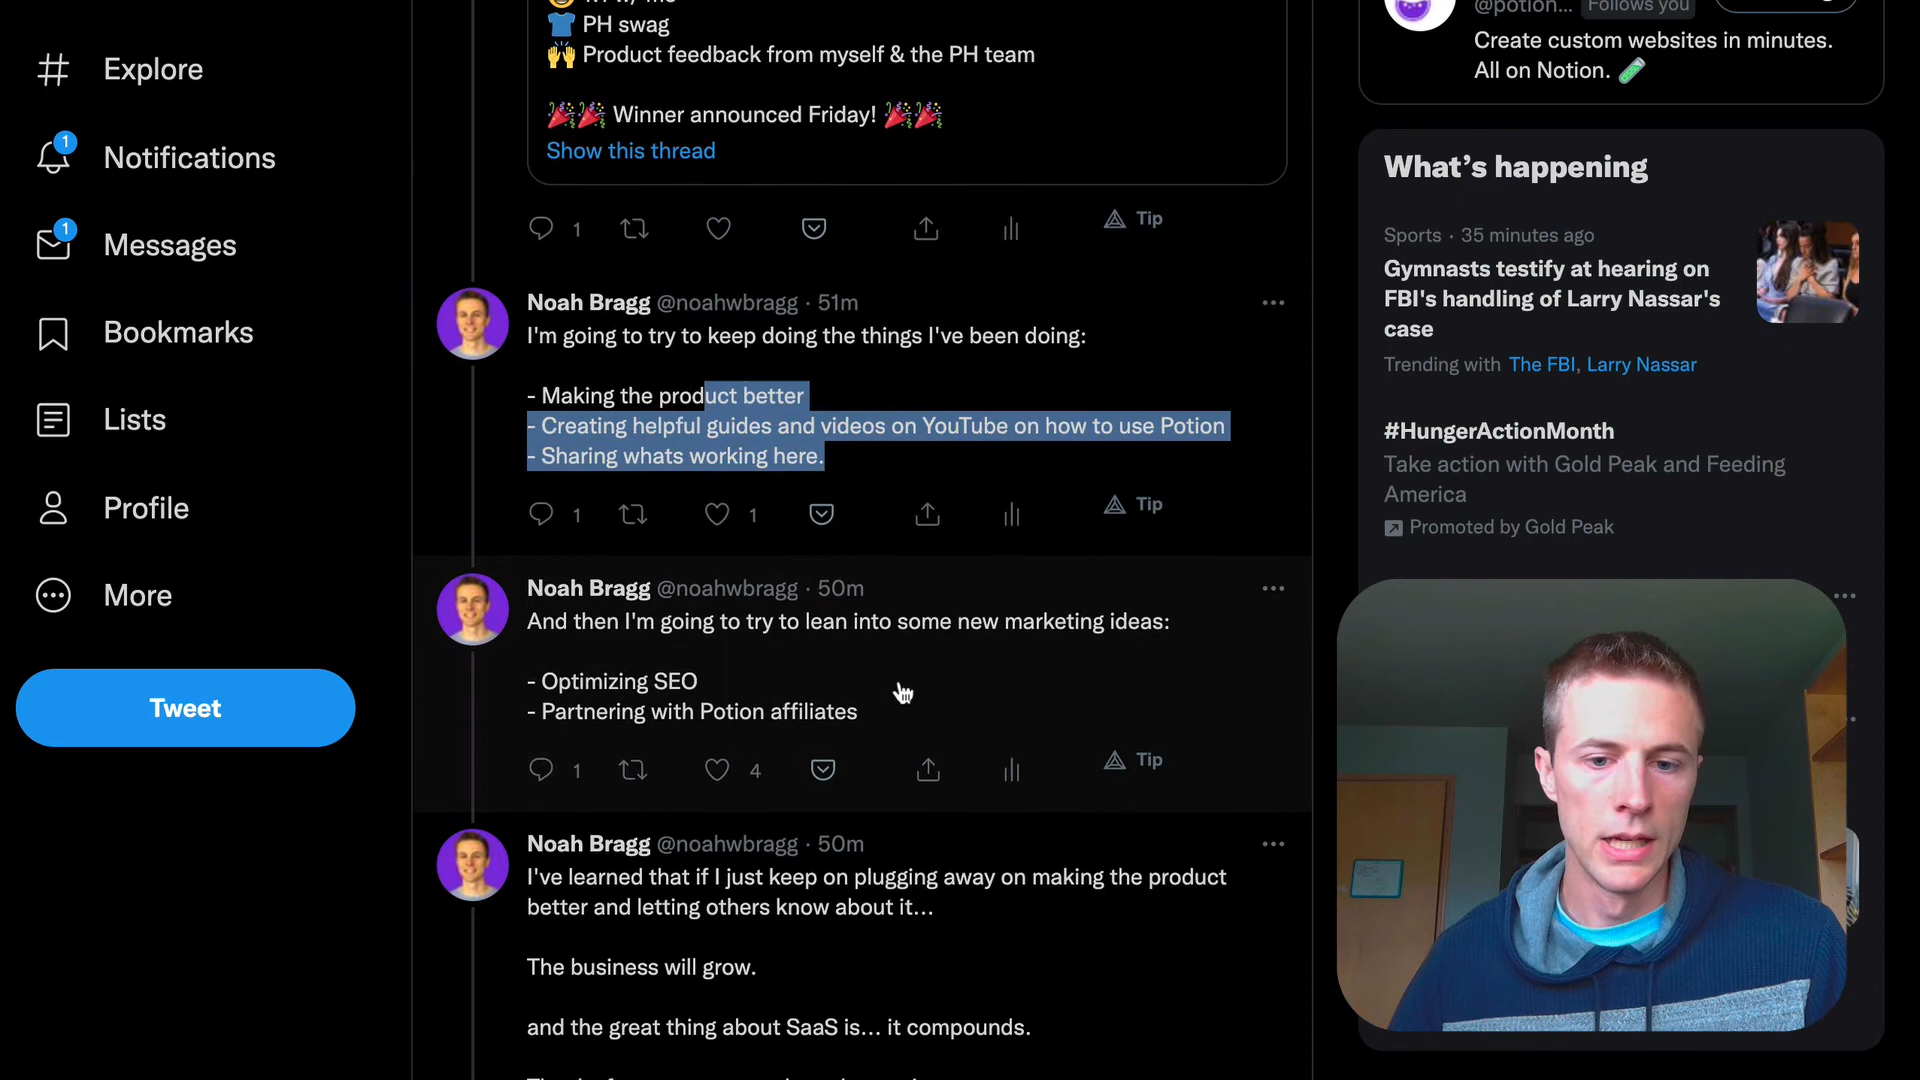 Explore
1
Notifications
1
Messages
Bookmarks
Lists
Profile
More
Tweet
PH swag
Product feedback from myself & the PH team
Winner announced Friday!
Show this thread
1
Tip
Noah Bragg @noahwbragg · 51m
I'm going to try to keep doing the things I've been doing:
- Making the product better
- Creating helpful guides and videos on YouTube on how to use Potion
- Sharing whats working here.
1
1
Tip
Noah Bragg @noahwbragg · 50m
And then I'm going to try to lean into some new marketing ideas:
- Optimizing SEO
- Partnering with Potion affiliates
1
4
Tip
Noah Bragg @noahwbragg · 50m
I've learned that if I just keep on plugging away on making the product
better and letting others know about it...
The business will grow.
and the great thing about SaaS is... it compounds.
@potion... Follows you
Create custom websites in minutes.
All on Notion.
What's happening
Sports · 35 minutes ago
Gymnasts testify at hearing on
FBI's handling of Larry Nassar's
case
Trending with The FBI, Larry Nassar
#HungerActionMonth
Take action with Gold Peak and Feeding
America
Promoted by Gold Peak